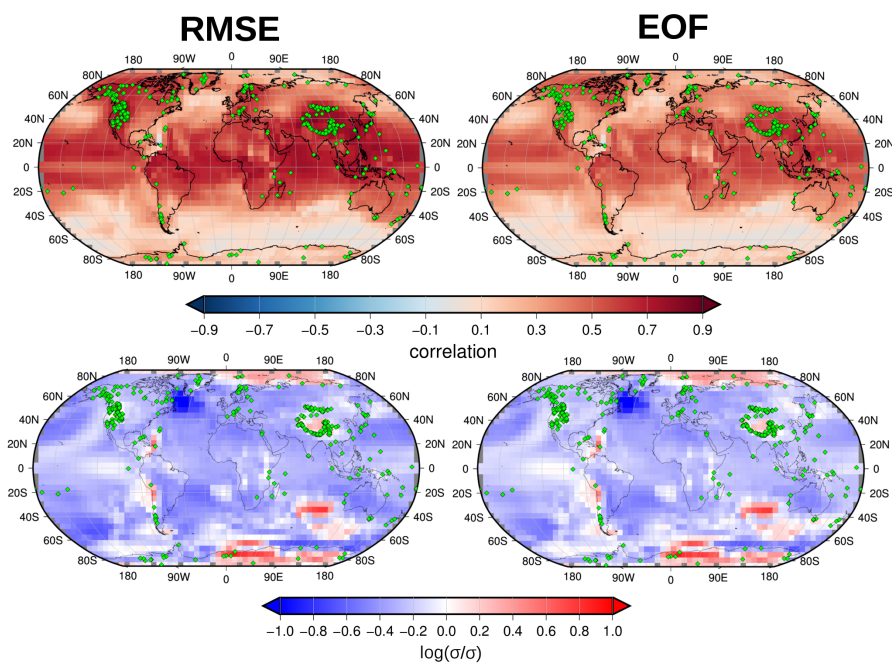 RMSE EOF
180 90W 0 90E 180 180 90W 0 90E 180
80N 80N 80N 80N
60N 60N 60N 60N
40N 40N 40N 40N
20N 20N 20N 20N
0 0 0 0
20S 20S 20S 20S
40S 40S 40S 40S
60S 60S 60S 60S
80S 80S 80S 80S
180 90W 0 90E 180 180 90W 0 90E 180
−0.9 −0.7 −0.5 −0.3 −0.1 0.1 0.3 0.5 0.7 0.9
correlation
180 90W 0 90E 180 180 90W 0 90E 180
80N 80N 80N 80N
60N 60N 60N 60N
40N 40N 40N 40N
20N 20N 20N 20N
0 0 0 0
20S 20S 20S 20S
40S 40S 40S 40S
60S 60S 60S 60S
80S 80S 80S 80S
180 90W 0 90E 180 180 90W 0 90E 180
−1.0 −0.8 −0.6 −0.4 −0.2 0.0 0.2 0.4 0.6 0.8 1.0
log(σ/σ)